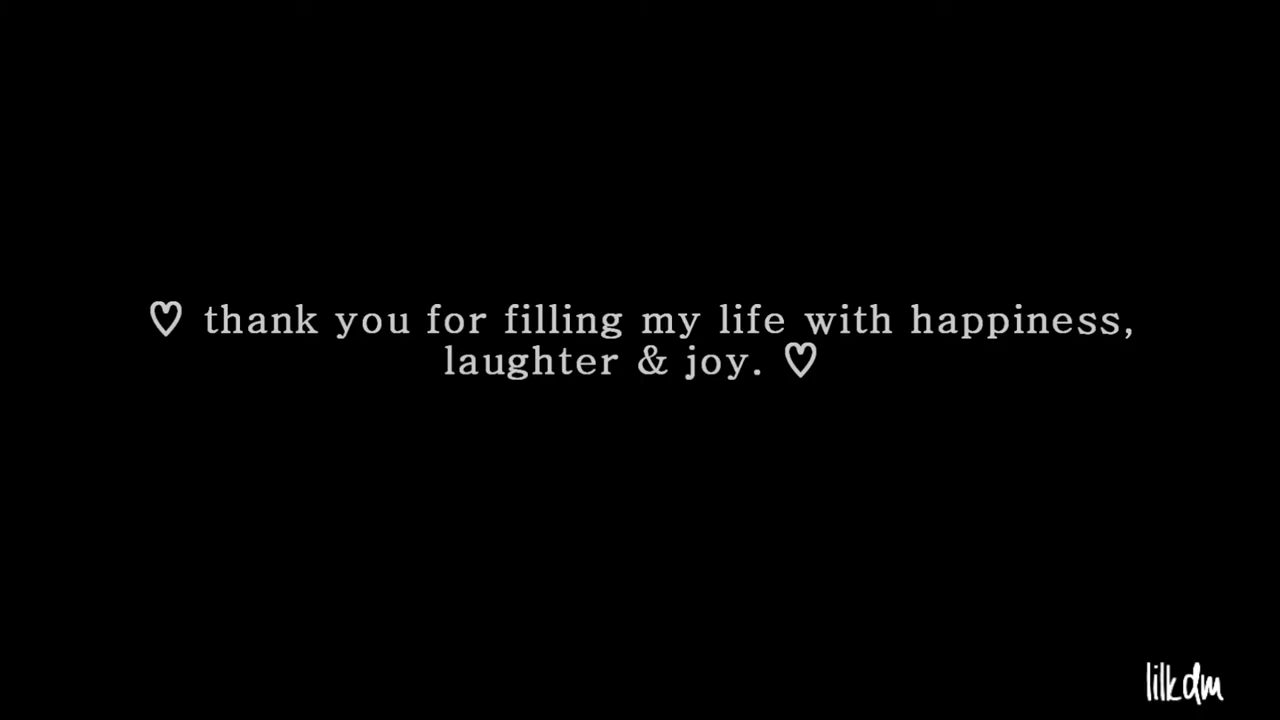 ♡ thank you for filling my life with happiness,
laughter & joy. ♡
lilkdm